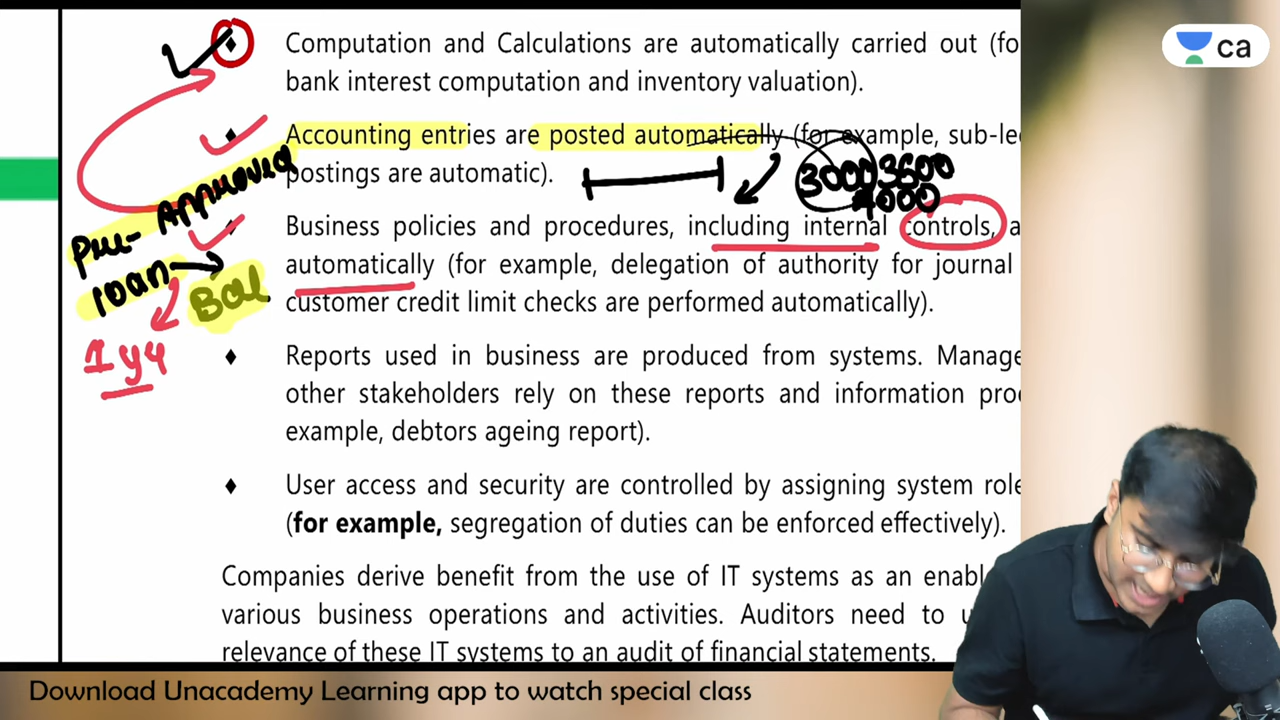 ca
Computation and Calculations are automatically carried out (fo
bank interest computation and inventory valuation).
Accounting entries are posted automatically (for example, sub-le
postings are automatic).
3000 3500
4000
Business policies and procedures, including internal controls, a
automatically (for example, delegation of authority for journal
customer credit limit checks are performed automatically).
Pre- Approved
loan → Bal
1 yr
Reports used in business are produced from systems. Manage
other stakeholders rely on these reports and information pro
example, debtors ageing report).
User access and security are controlled by assigning system role
(for example, segregation of duties can be enforced effectively).
Companies derive benefit from the use of IT systems as an enabl
various business operations and activities. Auditors need to u
relevance of these IT systems to an audit of financial statements.
Download Unacademy Learning app to watch special class